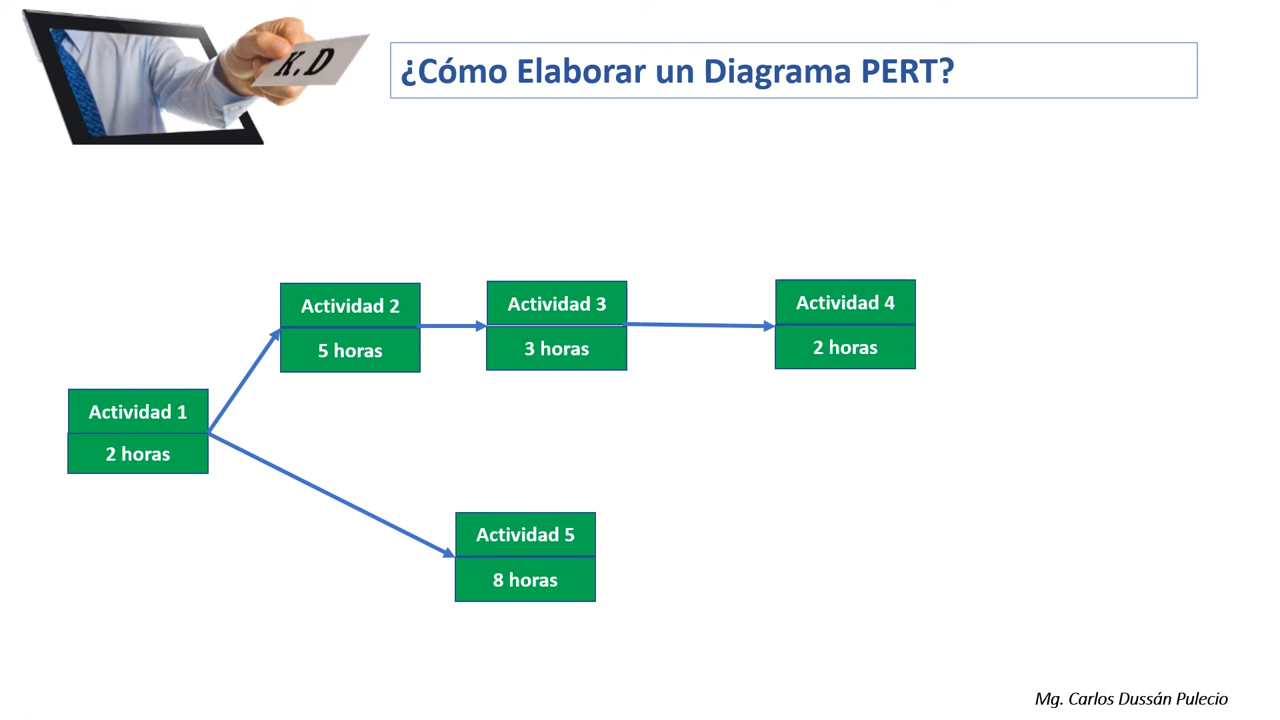 K.D
¿Cómo Elaborar un Diagrama PERT?
Actividad 2
5 horas
Actividad 3
3 horas
Actividad 4
2 horas
Actividad 1
2 horas
Actividad 5
8 horas
Mg. Carlos Dussán Pulecio